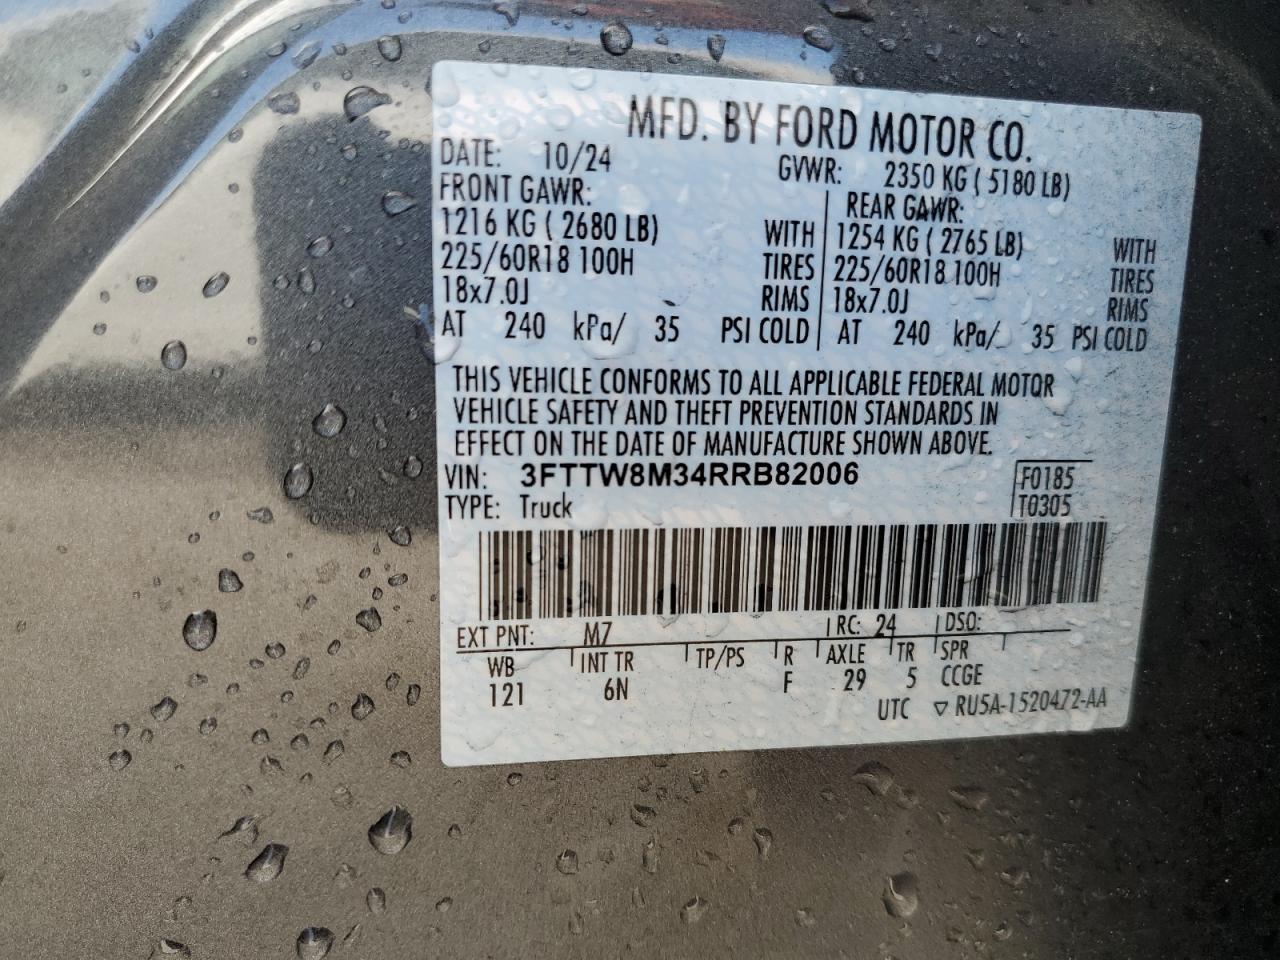 MFD. BY FORD MOTOR CO.
DATE: 10/24 GVWR: 2350 KG ( 5180 LB)
FRONT GAWR: REAR GAWR:
1216 KG ( 2680 LB) WITH 1254 KG ( 2765 LB) WITH
225/60R18 100H TIRES 225/60R18 100H TIRES
18x7.0J RIMS 18x7.0J RIMS
AT 240 kPa/ 35 PSI COLD AT 240 kPa/ 35 PSI COLD
THIS VEHICLE CONFORMS TO ALL APPLICABLE FEDERAL MOTOR
VEHICLE SAFETY AND THEFT PREVENTION STANDARDS IN
EFFECT ON THE DATE OF MANUFACTURE SHOWN ABOVE.
VIN: 3FTTW8M34RRB82006 F0185
TYPE: Truck T0305
EXT PNT: M7 RC: 24 DSO:
WB INT TR TP/PS R AXLE TR SPR
121 6N F 29 5 CCGE
UTC ▽ RU5A-1520472-AA